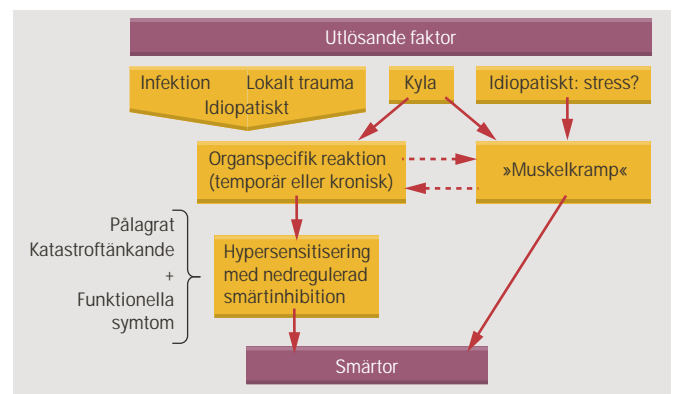 Utlösande faktor
Infektion Lokalt trauma
Idiopatiskt
Kyla
Idiopatiskt: stress?
Organspecifik reaktion
(temporär eller kronisk)
»Muskelkramp«
Pålagrat
Katastroftänkande
+
Funktionella
symtom
Hypersensitisering
med nedregulerad
smärtinhibition
Smärtor